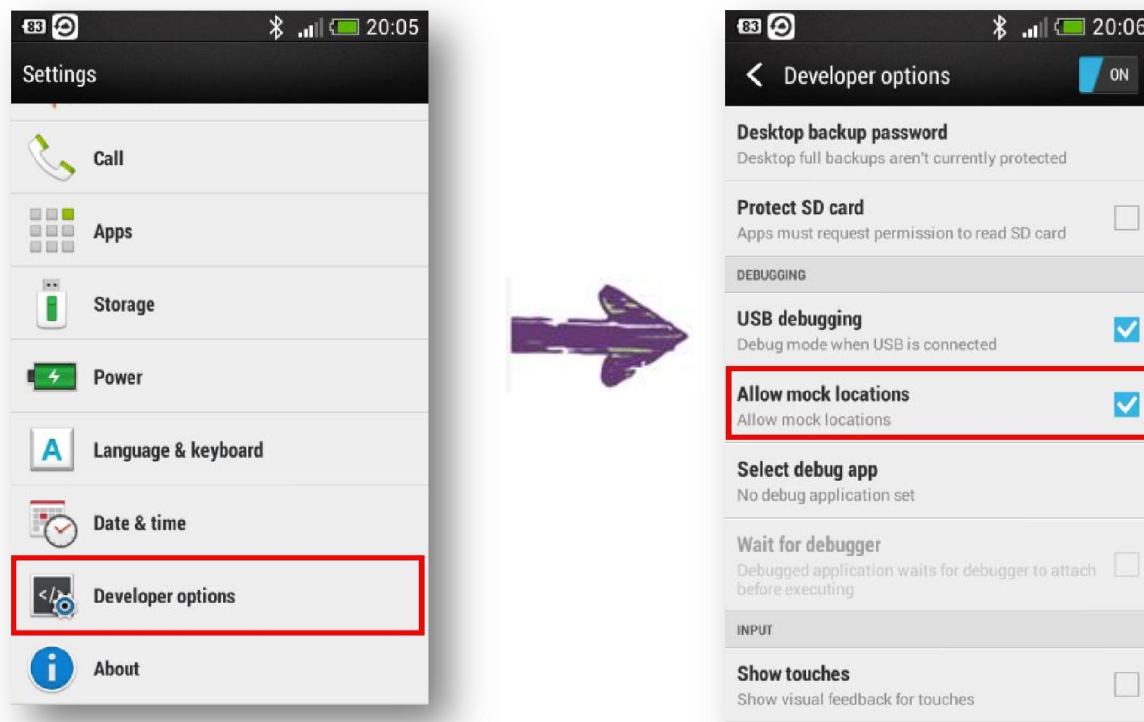 83
20:05
Settings
Call
Apps
Storage
Power
A
Language & keyboard
Date & time
</>
Developer options
i
About
83
20:06
Developer options
ON
Desktop backup password
Desktop full backups aren't currently protected
Protect SD card
Apps must request permission to read SD card
DEBUGGING
USB debugging
Debug mode when USB is connected
Allow mock locations
Allow mock locations
Select debug app
No debug application set
Wait for debugger
Debugged application waits for debugger to attach
before executing
INPUT
Show touches
Show visual feedback for touches